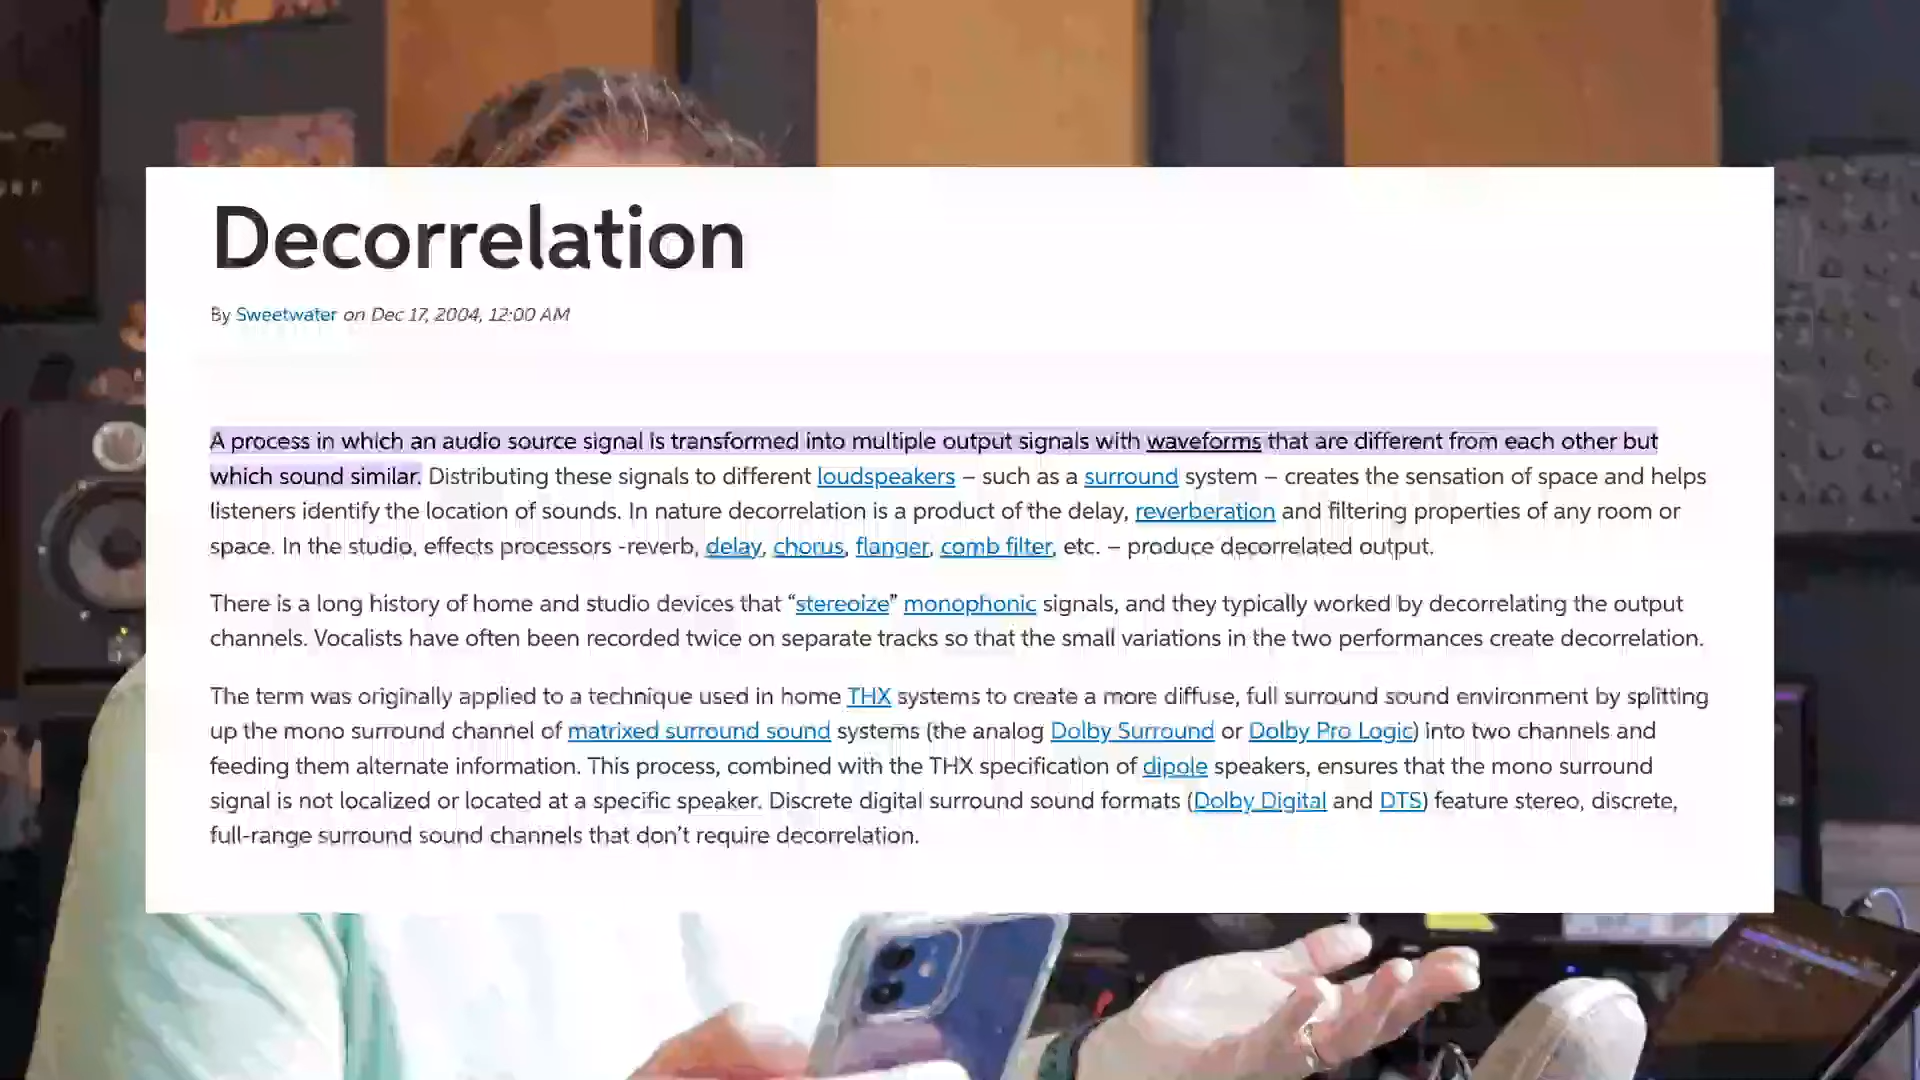 Decorrelation
By Sweetwater on Dec 17, 2004, 12:00 AM
A process in which an audio source signal is transformed into multiple output signals with waveforms that are different from each other but
which sound similar. Distributing these signals to different loudspeakers – such as a surround system – creates the sensation of space and helps
listeners identify the location of sounds. In nature decorrelation is a product of the delay, reverberation and filtering properties of any room or
space. In the studio, effects processors -reverb, delay, chorus, flanger, comb filter, etc. – produce decorrelated output.
There is a long history of home and studio devices that “stereoize” monophonic signals, and they typically worked by decorrelating the output
channels. Vocalists have often been recorded twice on separate tracks so that the small variations in the two performances create decorrelation.
The term was originally applied to a technique used in home THX systems to create a more diffuse, full surround sound environment by splitting
up the mono surround channel of matrixed surround sound systems (the analog Dolby Surround or Dolby Pro Logic) into two channels and
feeding them alternate information. This process, combined with the THX specification of dipole speakers, ensures that the mono surround
signal is not localized or located at a specific speaker. Discrete digital surround sound formats (Dolby Digital and DTS) feature stereo, discrete,
full-range surround sound channels that don’t require decorrelation.